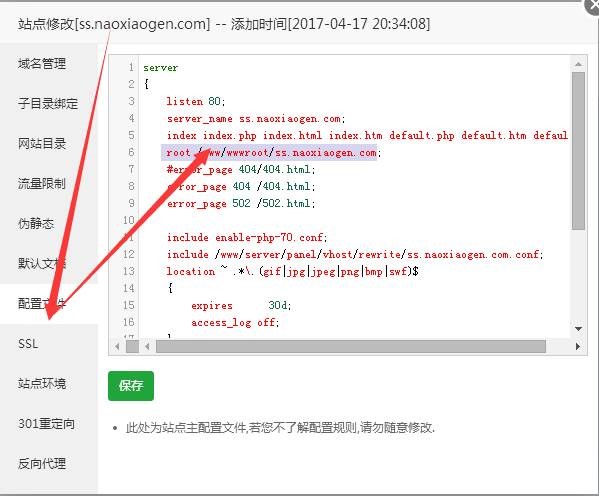 站点修改[ss.naoxiaogen.com] -- 添加时间[2017-04-17 20:34:08]
域名管理
子目录绑定
网站目录
流量限制
伪静态
默认文档
配置文件
SSL
站点环境
301重定向
反向代理
1 server
2 {
3 listen 80;
4 server_name ss.naoxiaogen.com;
5 index index.php index.html index.htm default.php default.htm defaul
6 root /www/wwwroot/ss.naoxiaogen.com;
7 #error_page 404/404.html;
8 error_page 404 /404.html;
9 error_page 502 /502.html;
10
11 include enable-php-70.conf;
12 include /www/server/panel/vhost/rewrite/ss.naoxiaogen.com.conf;
13 location ~ .*\.(gif|jpg|jpeg|png|bmp|swf)$
14 {
15 expires 30d;
16 access_log off;
17 }
保存
此处为站点主配置文件,若您不了解配置规则,请勿随意修改.